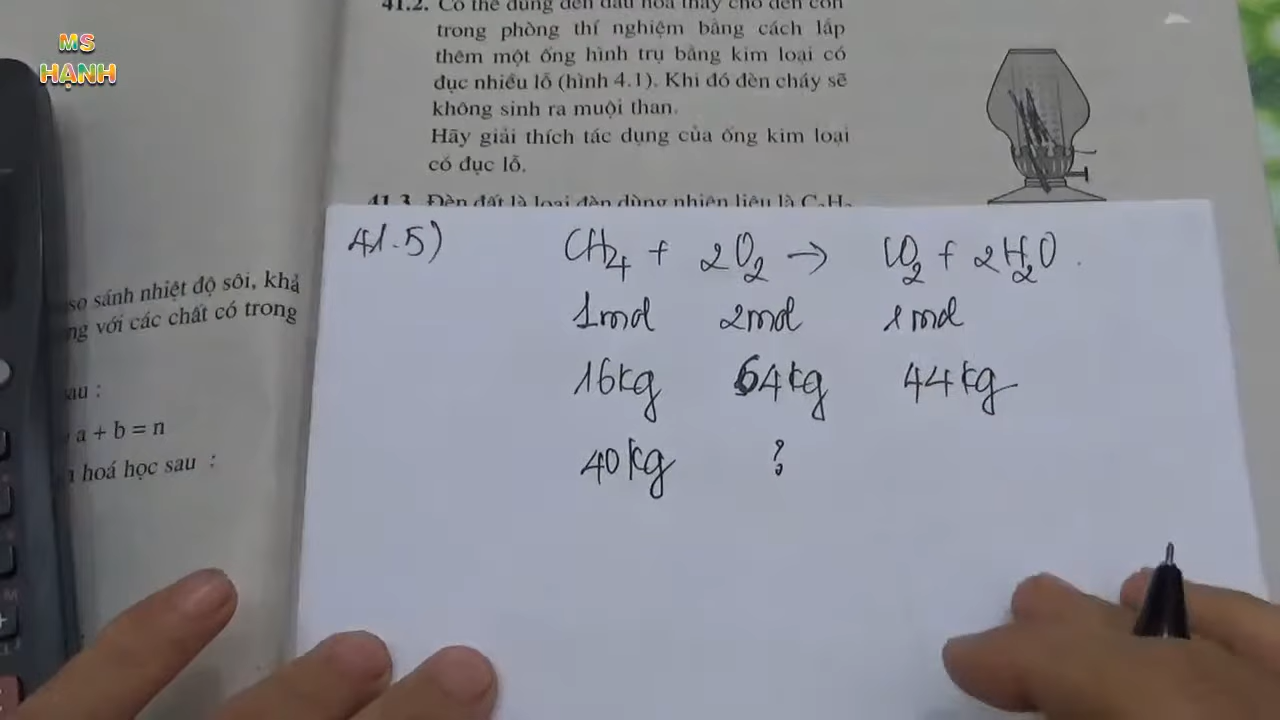 MS
HẠNH
41.2. Có thể dùng đèn dầu hoả thay cho đèn cồn
trong phòng thí nghiệm bằng cách lắp
thêm một ống hình trụ bằng kim loại có
đục nhiều lỗ (hình 4.1). Khi đó đèn cháy sẽ
không sinh ra muội than.
Hãy giải thích tác dụng của ống kim loại
có đục lỗ.
41.3. Đèn đất là loại đèn dùng nhiên liệu là C₂H₂
so sánh nhiệt độ sôi, khả
ng với các chất có trong
au :
a + b = n
hoá học sau :
41.5) CH₄ + 2O₂ → CO₂ + 2H₂O.
1mol 2mol 1mol
16kg 64kg 44kg
40kg ?